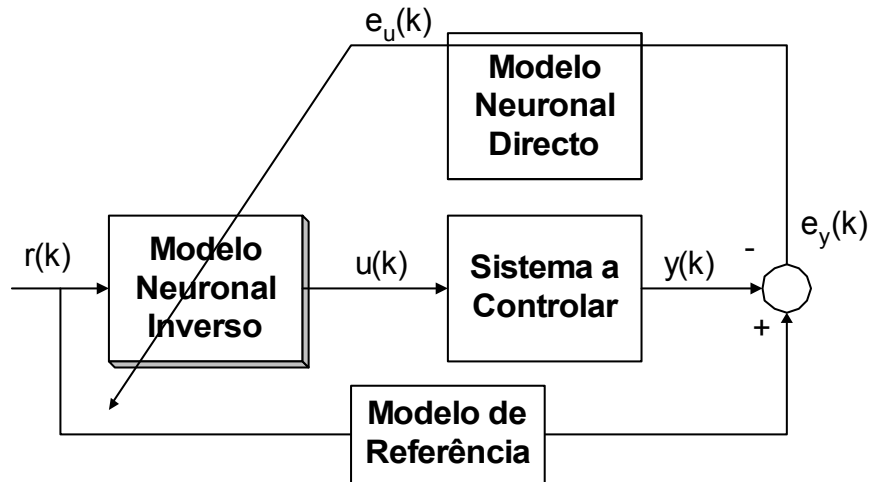 e_u(k)
Modelo
Neuronal
Directo
e_y(k)
r(k)
Modelo
Neuronal
Inverso
u(k)
Sistema a
Controlar
y(k)
-
+
Modelo de
Referência